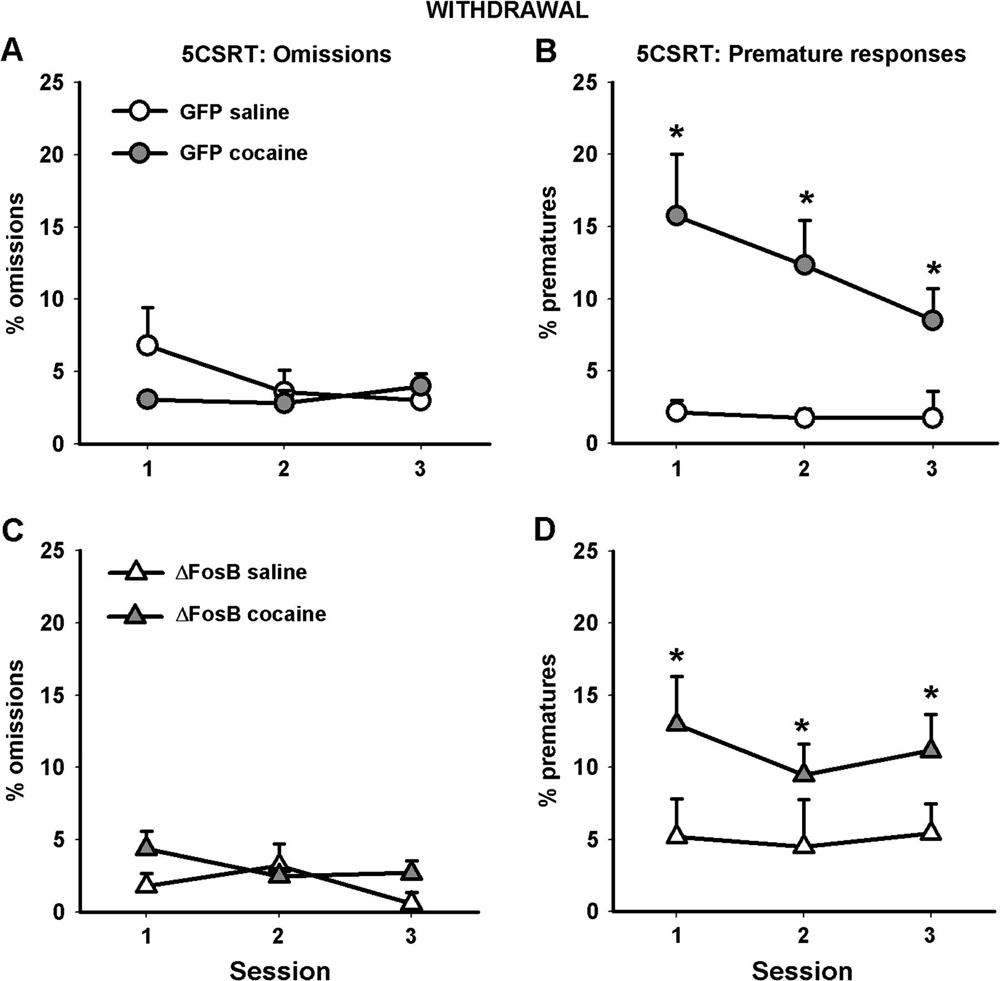 WITHDRAWAL
A
5CSRT: Omissions
25
20
15
10
5
0
% omissions
GFP saline
GFP cocaine
1 2 3
B
5CSRT: Premature responses
25
20
15
10
5
0
% prematures
*
*
*
1 2 3
C
25
20
15
10
5
0
% omissions
ΔFosB saline
ΔFosB cocaine
1 2 3
Session
D
25
20
15
10
5
0
% prematures
*
*
*
1 2 3
Session